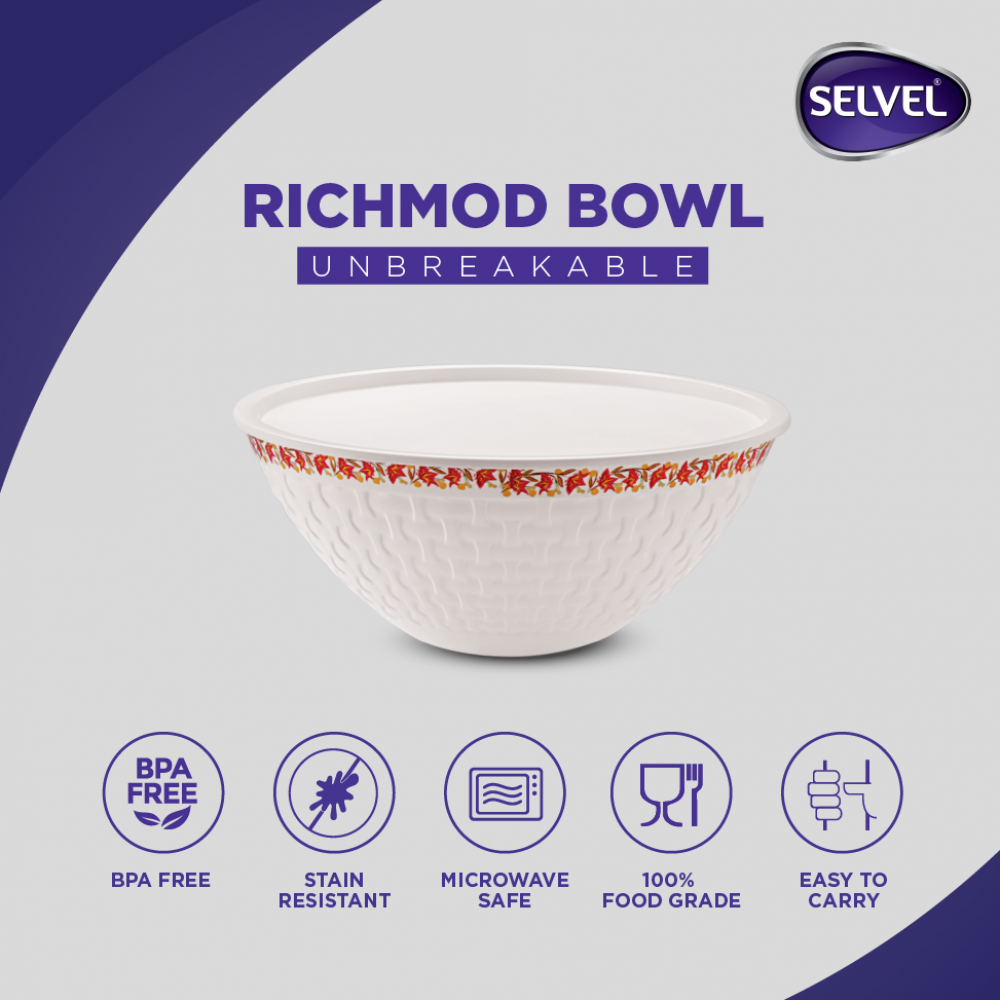 SELVEL®
RICHMOD BOWL
UNBREAKABLE
BPA
FREE
BPA FREE
STAIN
RESISTANT
MICROWAVE
SAFE
100%
FOOD GRADE
EASY TO
CARRY